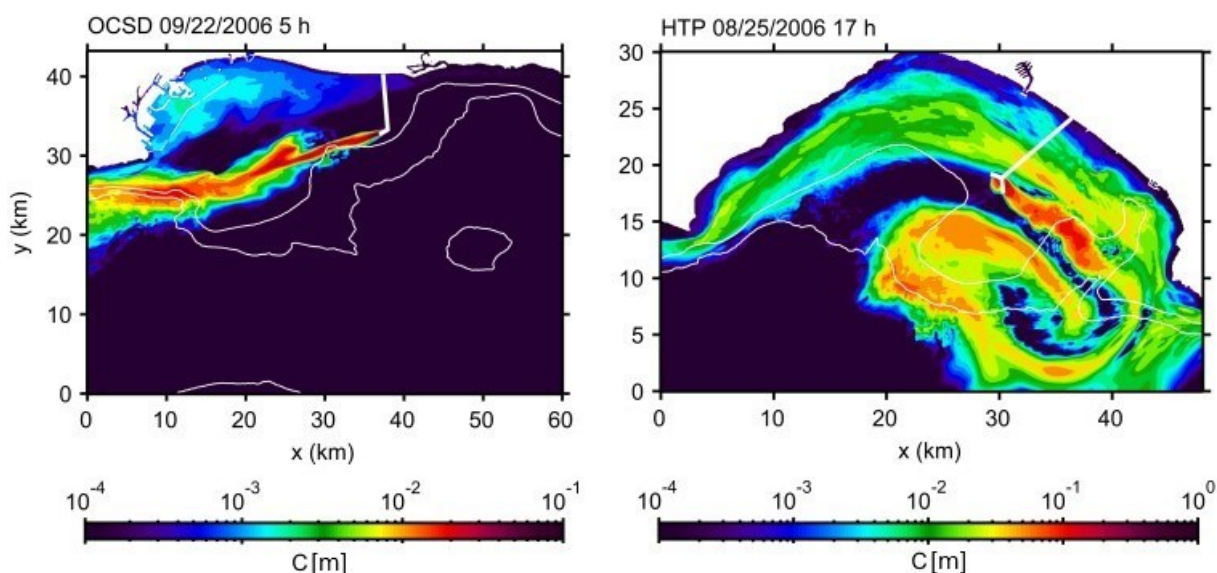 OCSD 09/22/2006 5 h
40
30
20
10
0
y (km)
0 10 20 30 40 50 60
x (km)
10^-4 10^-3 10^-2 10^-1
C [m]
HTP 08/25/2006 17 h
30
25
20
15
10
5
0
0 10 20 30 40
x (km)
10^-4 10^-3 10^-2 10^-1 10^0
C [m]